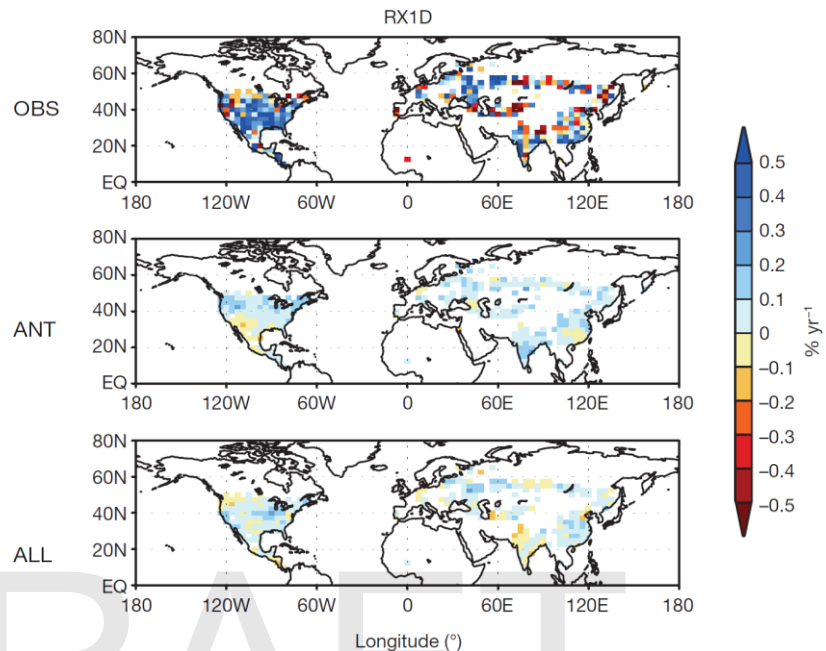 RX1D
80N
60N
OBS
40N
20N
EQ
180 120W 60W 0 60E 120E 180
80N
60N
ANT
40N
20N
EQ
180 120W 60W 0 60E 120E 180
80N
60N
40N
ALL
20N
EQ
180 120W 60W 0 60E 120E 180
Longitude (°)
0.5
0.4
0.3
0.2
0.1
0
–0.1
–0.2
–0.3
–0.4
–0.5
% yr⁻¹
DRAFT